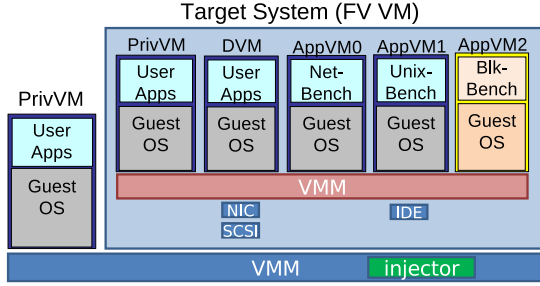 Target System (FV VM)
PrivVM
DVM
AppVM0
AppVM1
AppVM2
User
Apps
User
Apps
Net-
Bench
Unix-
Bench
Blk-
Bench
Guest
OS
Guest
OS
Guest
OS
Guest
OS
Guest
OS
PrivVM
User
Apps
Guest
OS
VMM
NIC
SCSI
IDE
VMM
injector